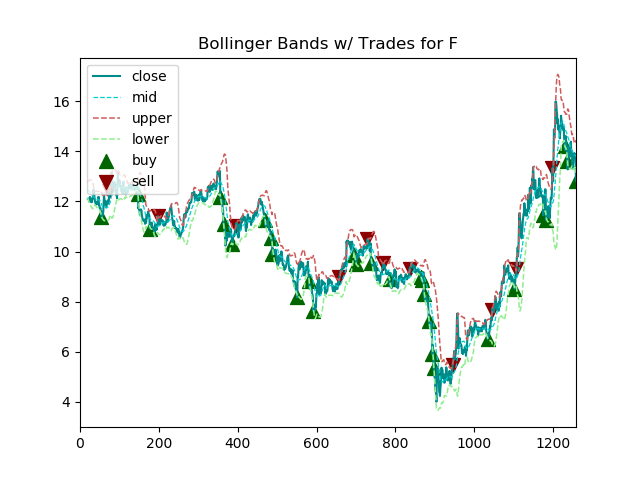 Bollinger Bands w/ Trades for F
close
mid
upper
lower
buy
sell
16
14
12
10
8
6
4
0 200 400 600 800 1000 1200